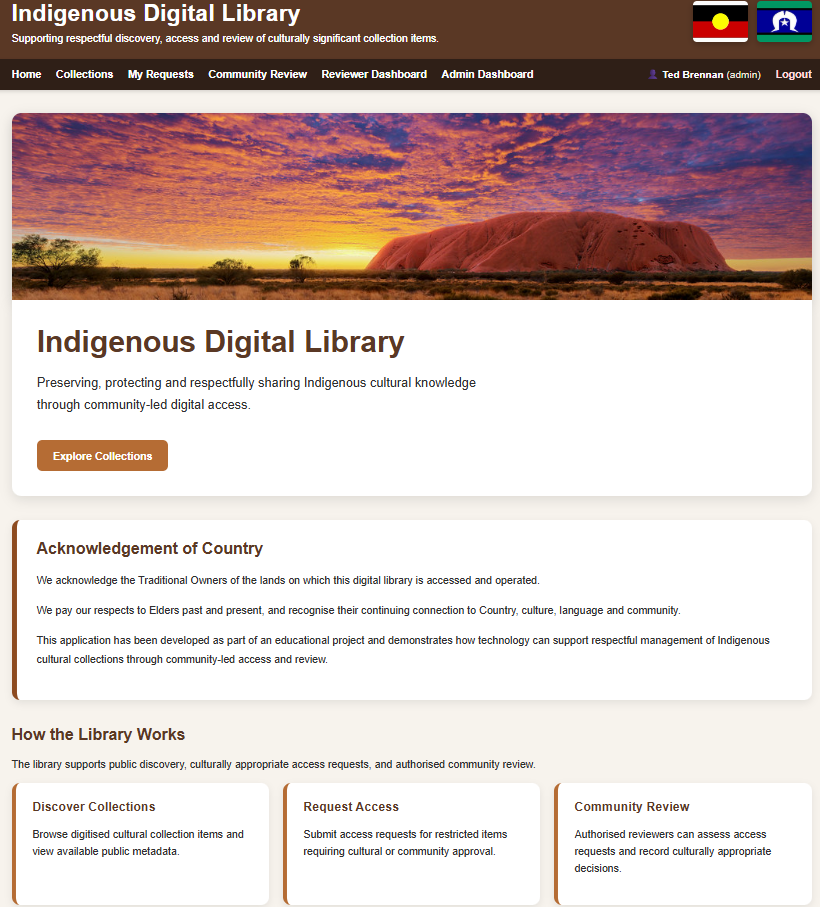 Indigenous Digital Library
Supporting respectful discovery, access and review of culturally significant collection items.
Home Collections My Requests Community Review Reviewer Dashboard Admin Dashboard Ted Brennan (admin) Logout
Indigenous Digital Library
Preserving, protecting and respectfully sharing Indigenous cultural knowledge
through community-led digital access.
Explore Collections
Acknowledgement of Country
We acknowledge the Traditional Owners of the lands on which this digital library is accessed and operated.
We pay our respects to Elders past and present, and recognise their continuing connection to Country, culture, language and community.
This application has been developed as part of an educational project and demonstrates how technology can support respectful management of Indigenous
cultural collections through community-led access and review.
How the Library Works
The library supports public discovery, culturally appropriate access requests, and authorised community review.
Discover Collections
Browse digitised cultural collection items and
view available public metadata.
Request Access
Submit access requests for restricted items
requiring cultural or community approval.
Community Review
Authorised reviewers can assess access
requests and record culturally appropriate
decisions.